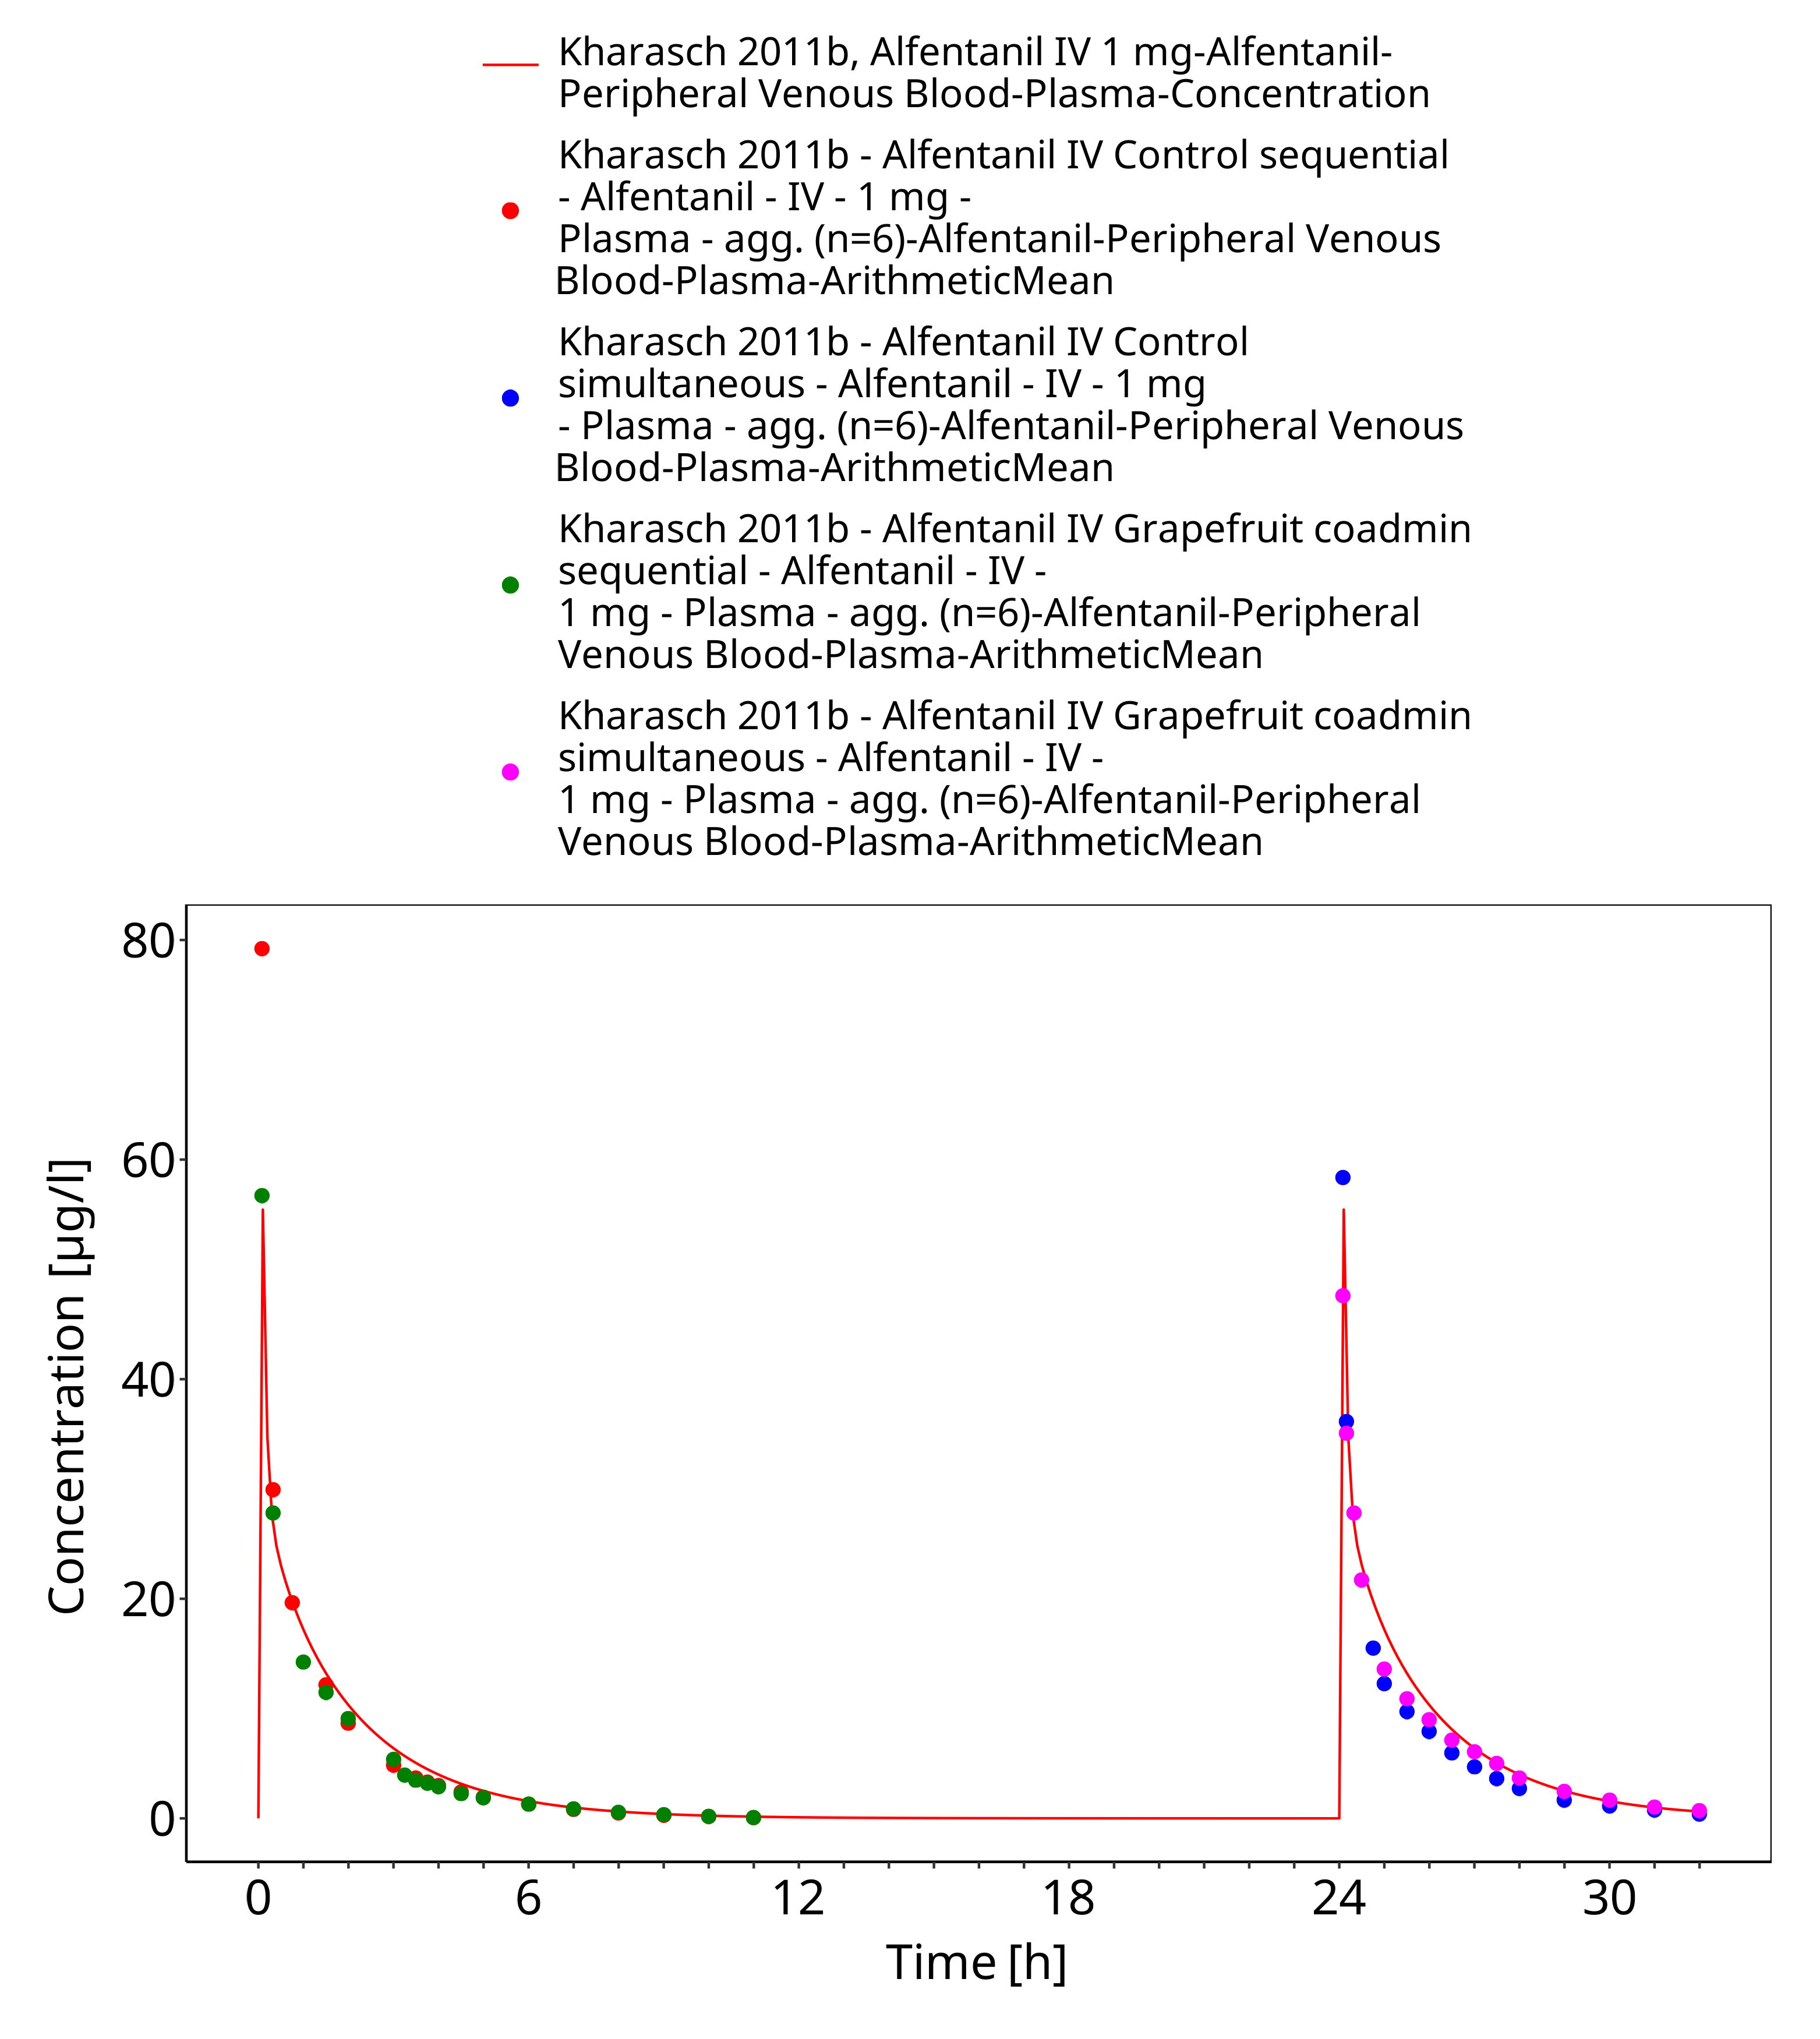 Kharasch 2011b, Alfentanil IV 1 mg-Alfentanil-
Peripheral Venous Blood-Plasma-Concentration
Kharasch 2011b - Alfentanil IV Control sequential
- Alfentanil - IV - 1 mg -
Plasma - agg. (n=6)-Alfentanil-Peripheral Venous
Blood-Plasma-ArithmeticMean
Kharasch 2011b - Alfentanil IV Control
simultaneous - Alfentanil - IV - 1 mg
- Plasma - agg. (n=6)-Alfentanil-Peripheral Venous
Blood-Plasma-ArithmeticMean
Kharasch 2011b - Alfentanil IV Grapefruit coadmin
sequential - Alfentanil - IV -
1 mg - Plasma - agg. (n=6)-Alfentanil-Peripheral
Venous Blood-Plasma-ArithmeticMean
Kharasch 2011b - Alfentanil IV Grapefruit coadmin
simultaneous - Alfentanil - IV -
1 mg - Plasma - agg. (n=6)-Alfentanil-Peripheral
Venous Blood-Plasma-ArithmeticMean
80
60
40
20
0
Concentration [µg/l]
0 6 12 18 24 30
Time [h]